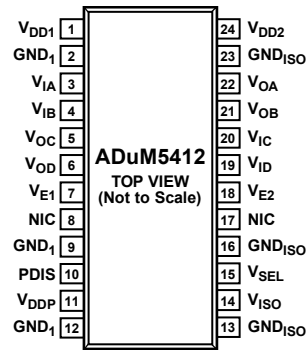 VDD1 1 24 VDD2
GND1 2 23 GNDISO
VIA 3 22 VOA
VIB 4 21 VOB
VOC 5 20 VIC
VOD 6 ADuM5412 19 VID
VE1 7 TOP VIEW 18 VE2
NIC 8 (Not to Scale) 17 NIC
GND1 9 16 GNDISO
PDIS 10 15 VSEL
VDDP 11 14 VISO
GND1 12 13 GNDISO